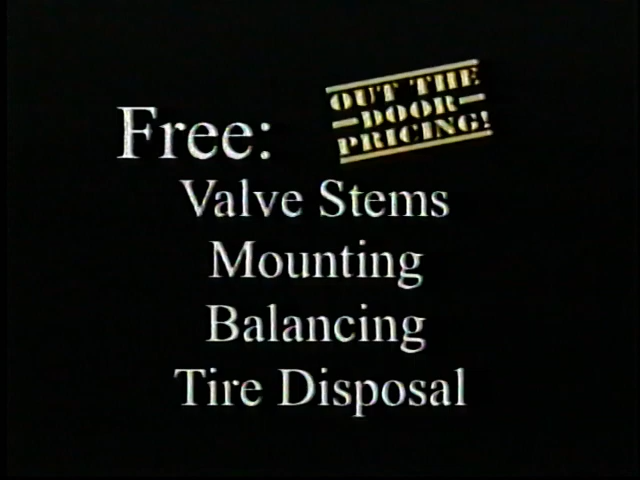 Free:
OUT THE
DOOR
PRICING!
Valve Stems
Mounting
Balancing
Tire Disposal